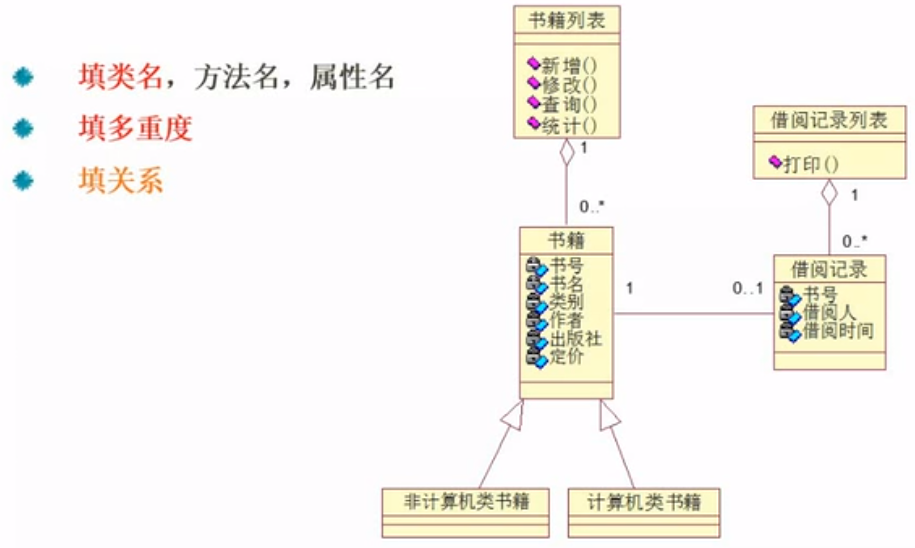 填类名，方法名，属性名
填多重度
填关系
书籍列表
新增()
修改()
查询()
统计()
1
0..*
书籍
书号
书名
类别
作者
出版社
定价
1
0..1
借阅记录列表
打印()
1
0..*
借阅记录
书号
借阅人
借阅时间
非计算机类书籍
计算机类书籍